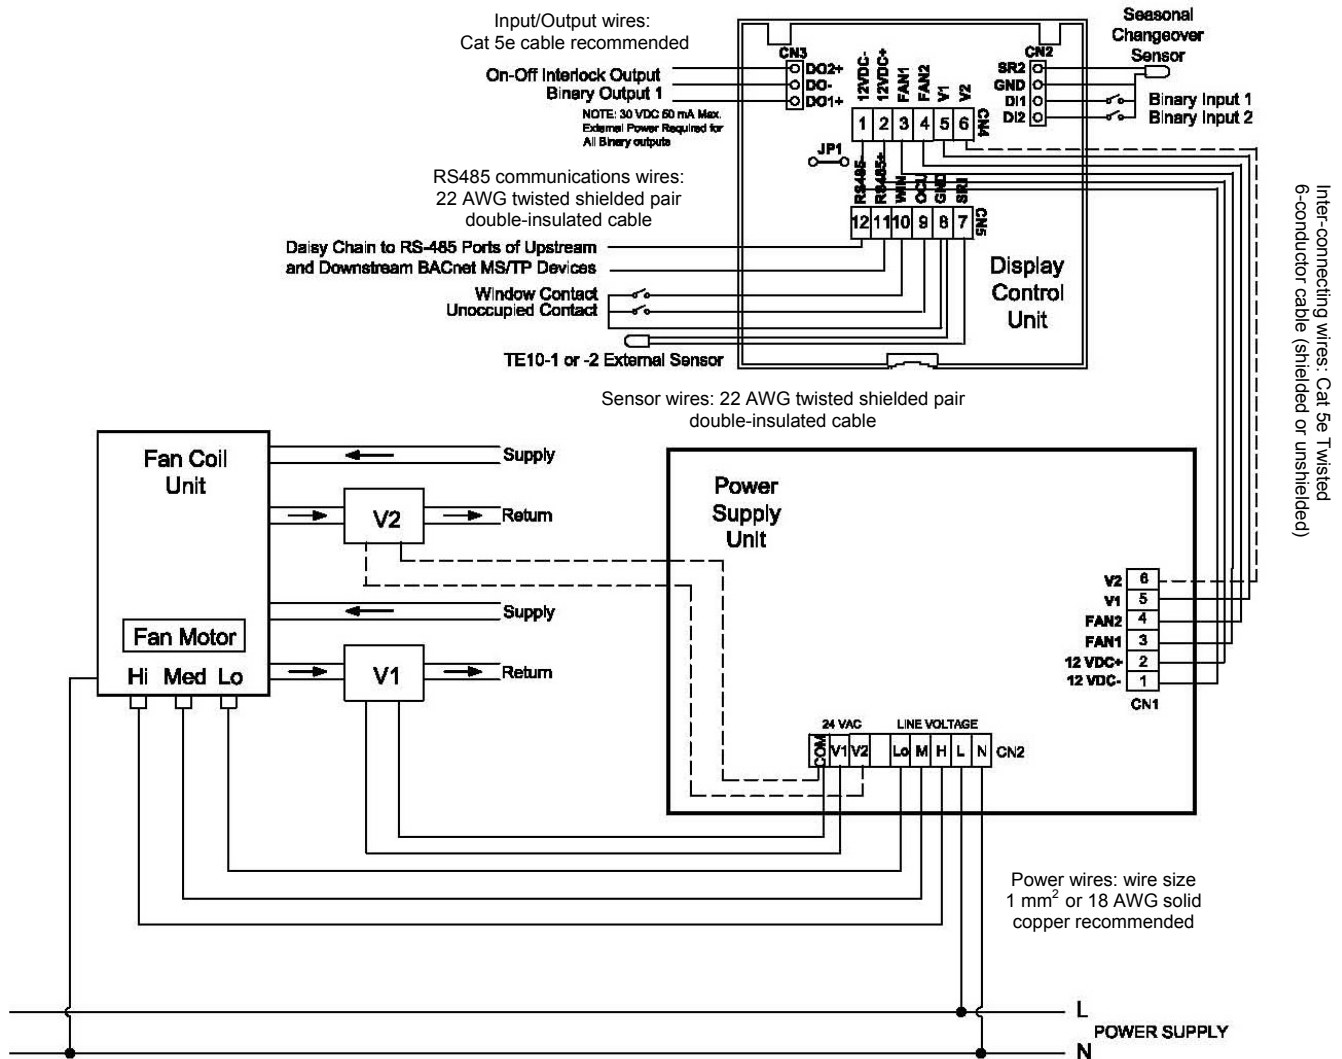 Input/Output wires:
Cat 5e cable recommended
On-Off Interlock Output
Binary Output 1
NOTE: 30 VDC 50 mA Max.
External Power Required for
All Binary outputs
CN3
DO2+
DO-
DO1+
12VDC-
12VDC+
FAN1
FAN2
V1
V2
1 2 3 4 5 6
CN4
JP1
CN2
SR2
GND
DI1
DI2
Seasonal
Changeover
Sensor
Binary Input 1
Binary Input 2
RS485 communications wires:
22 AWG twisted shielded pair
double-insulated cable
RS485-
RS485+
WIN
OCU
GND
SR1
12 11 10 9 8 7
CN5
Daisy Chain to RS-485 Ports of Upstream
and Downstream BACnet MS/TP Devices
Window Contact
Unoccupied Contact
TE10-1 or -2 External Sensor
Display
Control
Unit
Inter-connecting wires: Cat 5e Twisted
6-conductor cable (shielded or unshielded)
Sensor wires: 22 AWG twisted shielded pair
double-insulated cable
Fan Coil
Unit
Supply
V2
Return
Supply
Fan Motor
Hi Med Lo
V1
Return
Power
Supply
Unit
V2 6
V1 5
FAN2 4
FAN1 3
12 VDC+ 2
12 VDC- 1
CN1
24 VAC LINE VOLTAGE
COM V1 V2 Lo M H L N CN2
Power wires: wire size
1 mm² or 18 AWG solid
copper recommended
L
POWER SUPPLY
N